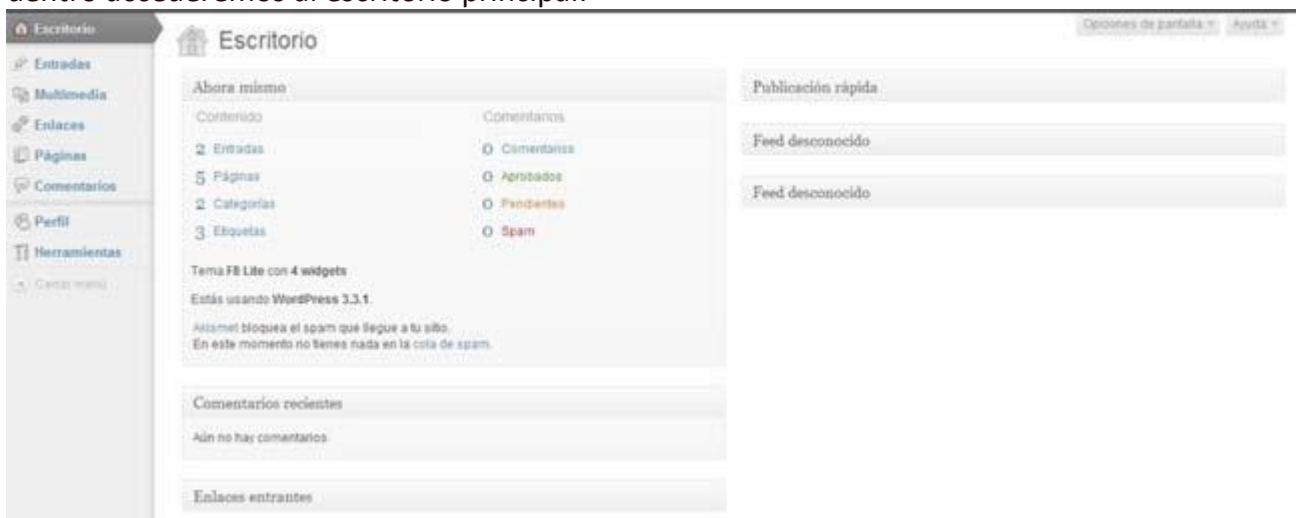 dentro accederemos al escritorio principal.
Escritorio
Entradas
Multimedia
Enlaces
Páginas
Comentarios
Perfil
Herramientas
Cerrar menú
Escritorio
Opciones de pantalla
Ayuda
Ahora mismo
Contenido
Comentarios
2 Entradas
0 Comentarios
5 Páginas
0 Aprobados
2 Categorías
0 Pendientes
3 Etiquetas
0 Spam
Tema F8 Lite con 4 widgets
Estás usando WordPress 3.3.1.
Akismet bloquea el spam que llegue a tu sitio.
En este momento no tienes nada en la cola de spam.
Comentarios recientes
Aún no hay comentarios.
Enlaces entrantes
Publicación rápida
Feed desconocido
Feed desconocido